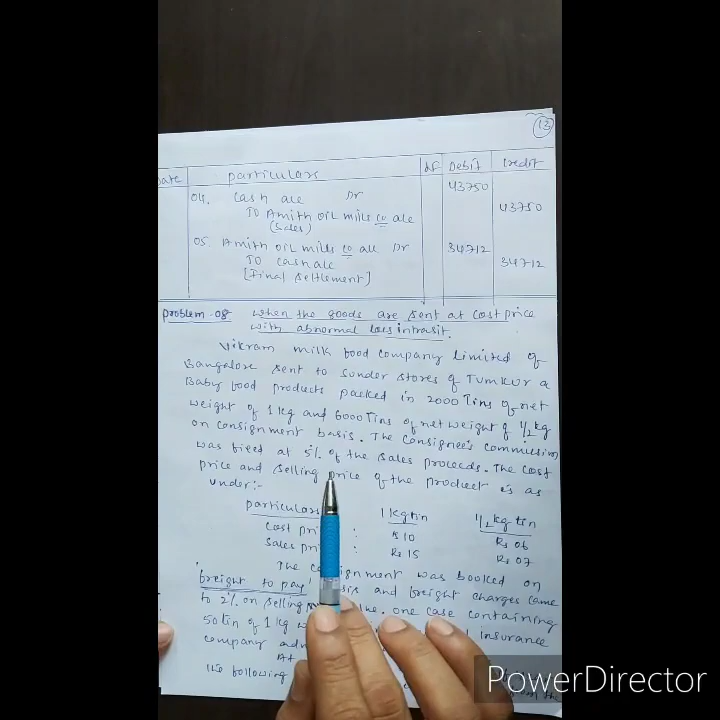 13
Date particulars LF Debit Credit
04. Cash a/c Dr 43750
To Amith oil mills co a/c 43750
(Sales)
05. Amith oil mills co a/c Dr 34712
To cash a/c 34712
[Final Settlement]
Problem-08 when the goods are sent at cost price
with abnormal loss intrasit.
Vikram milk food company limited of
Bangalore sent to sunder stores of Tumkur a
Baby food products packed in 2000 Tins of net
weight of 1 kg and 6000 Tins of net weight of 1/2 kg
on consignment basis. The consignee's commission
was fixed at 5% of the sales proceeds. The cost
price and selling price of the product is as
under:-
particulars 1 kg tin 1/2 kg tin
cost : Rs 10 Rs 06
Sales : Rs 15 Rs 07
The was booked on
'freight to pay' and freight charges came
to 2% on selling one case containing
50 tin of 1 kg insurance
company
At
the following the
PowerDirector